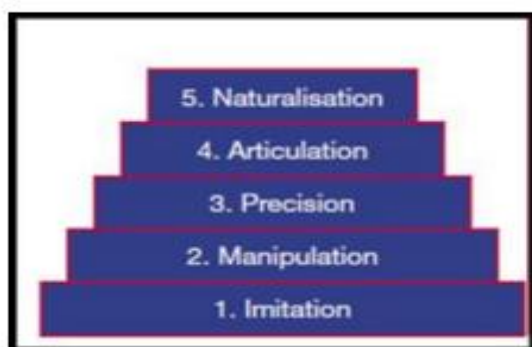 5. Naturalisation
4. Articulation
3. Precision
2. Manipulation
1. Imitation